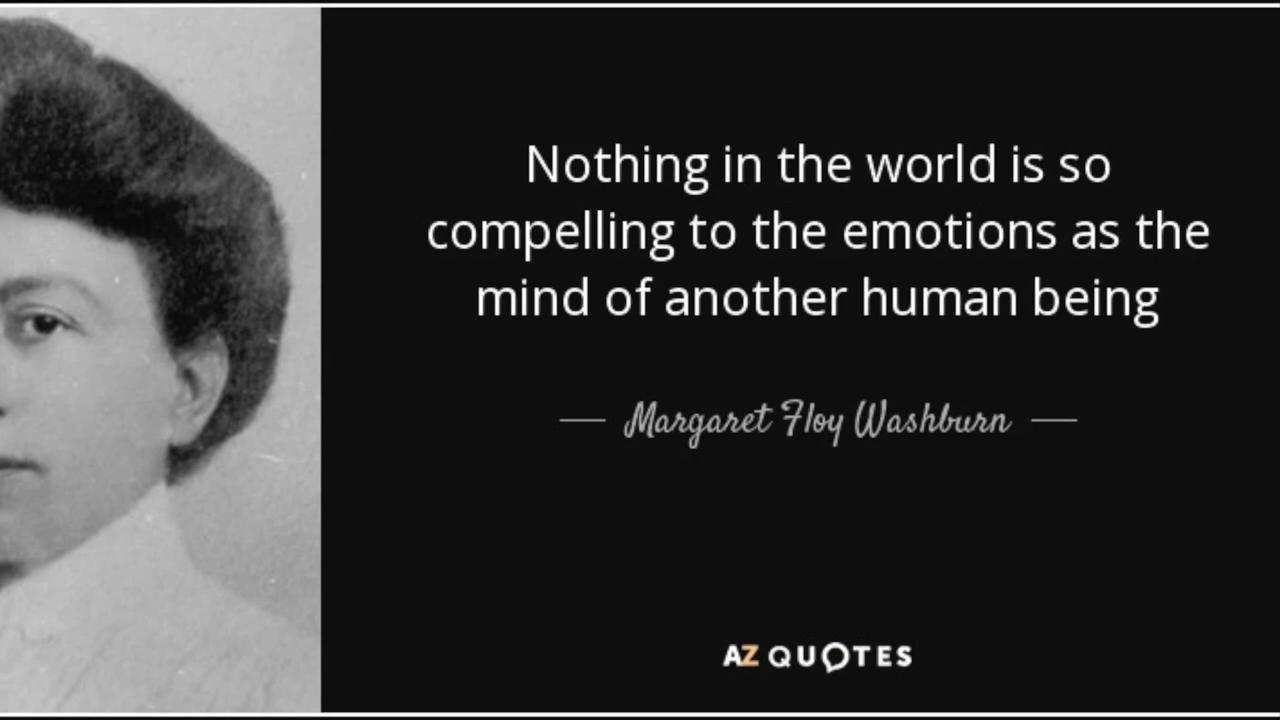 Nothing in the world is so
compelling to the emotions as the
mind of another human being
Margaret Floy Washburn
AZ QUOTES